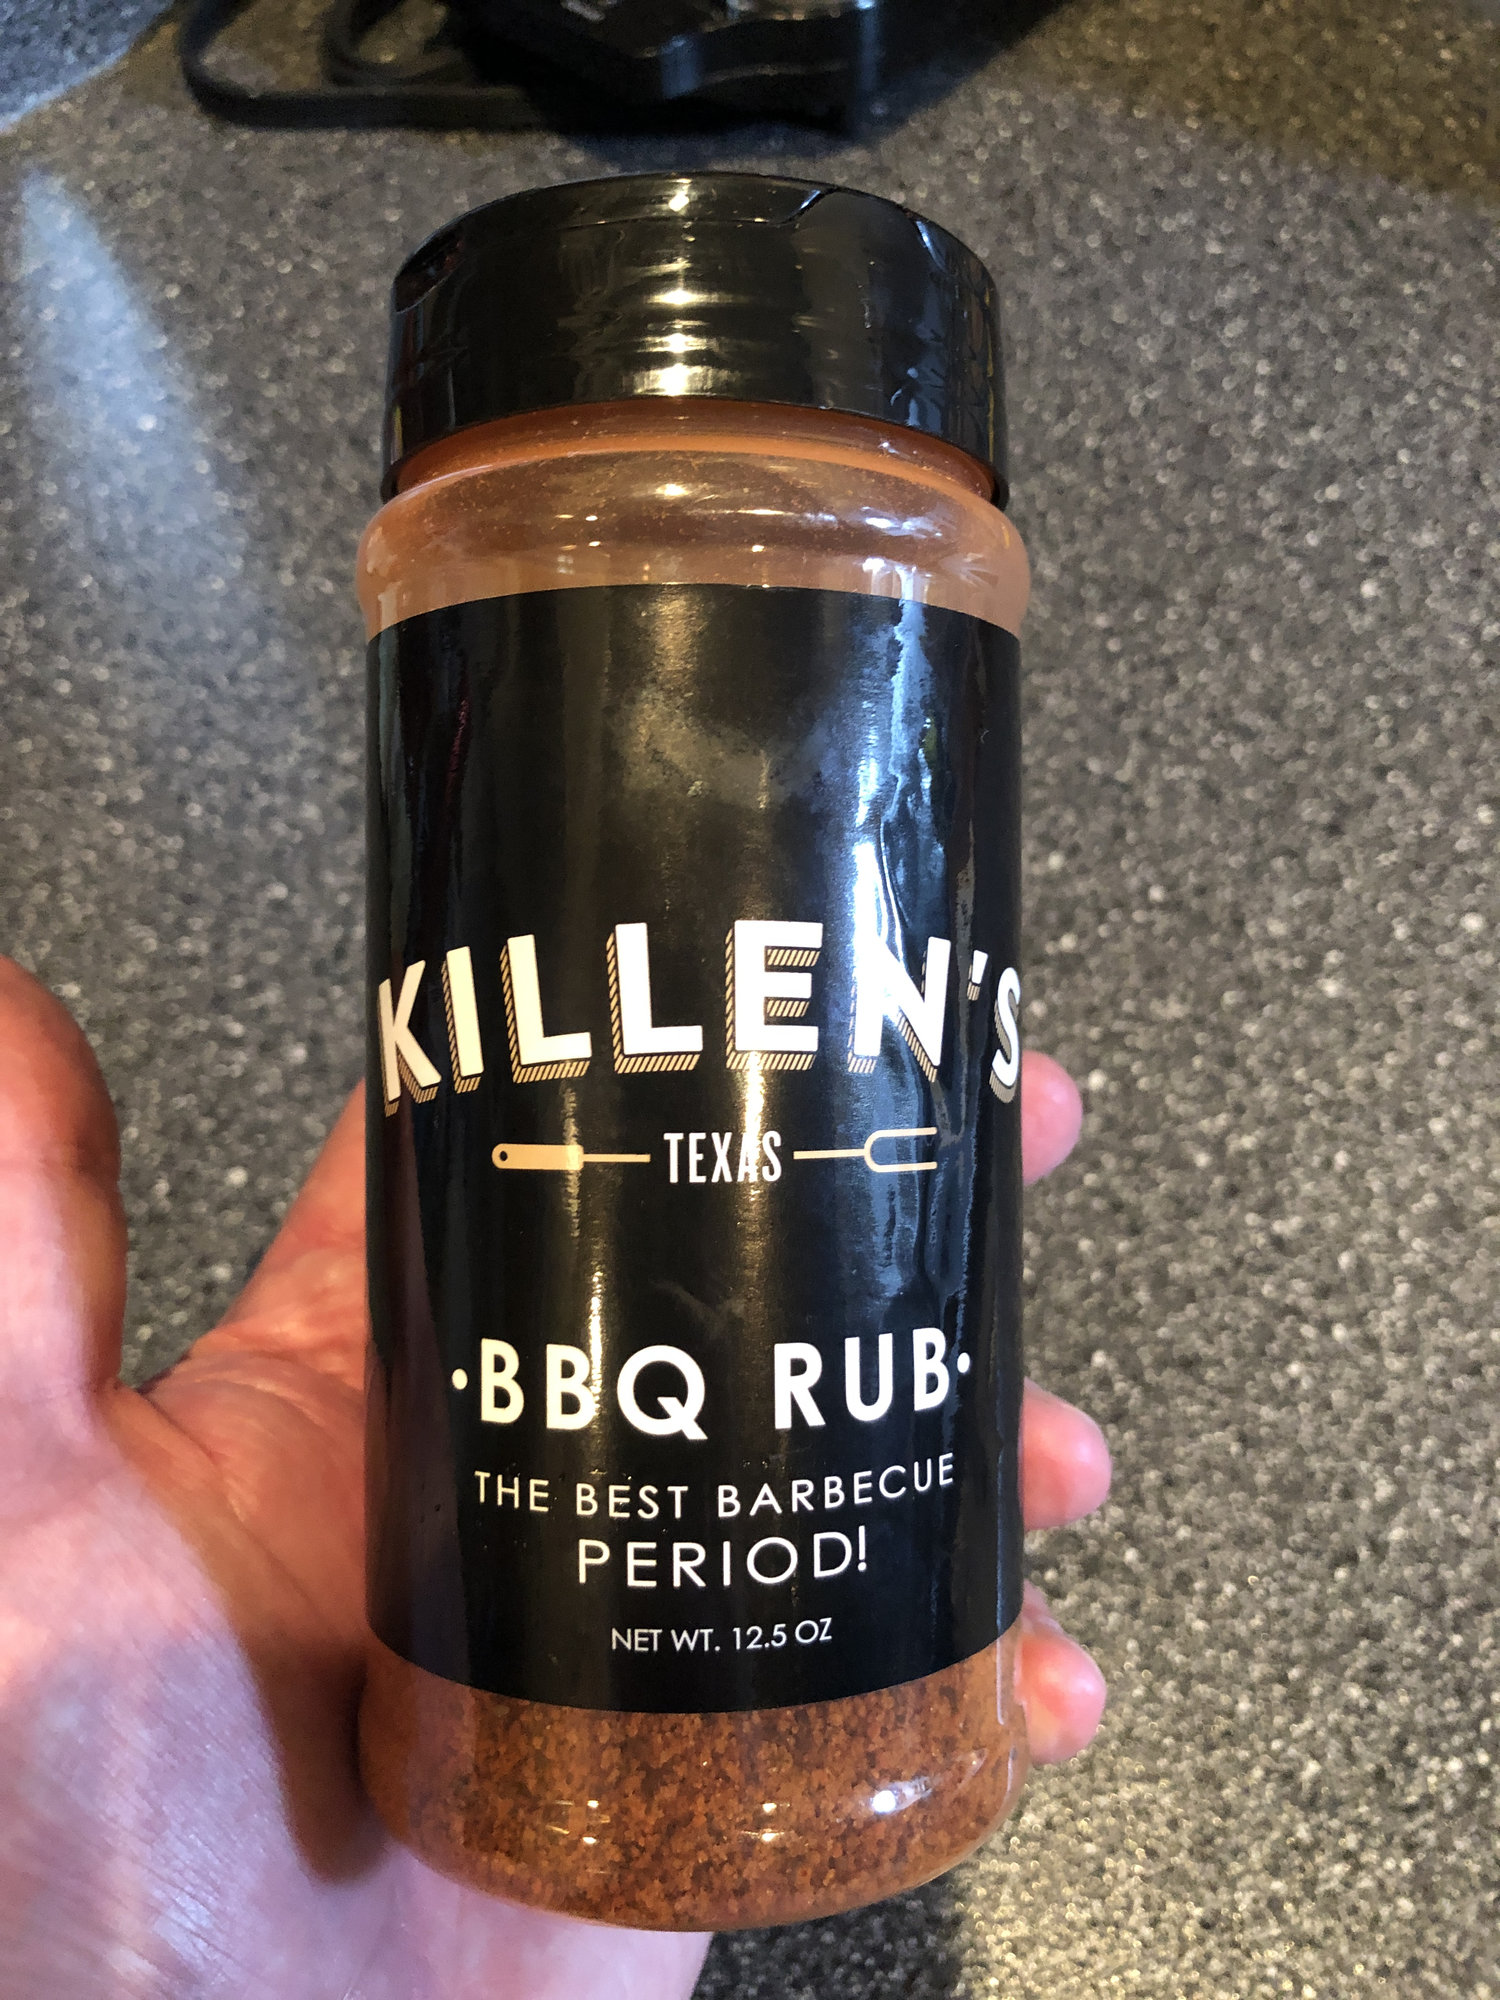 KILLEN'S
TEXAS
·BBQ RUB·
THE BEST BARBECUE
PERIOD!
NET WT. 12.5 OZ